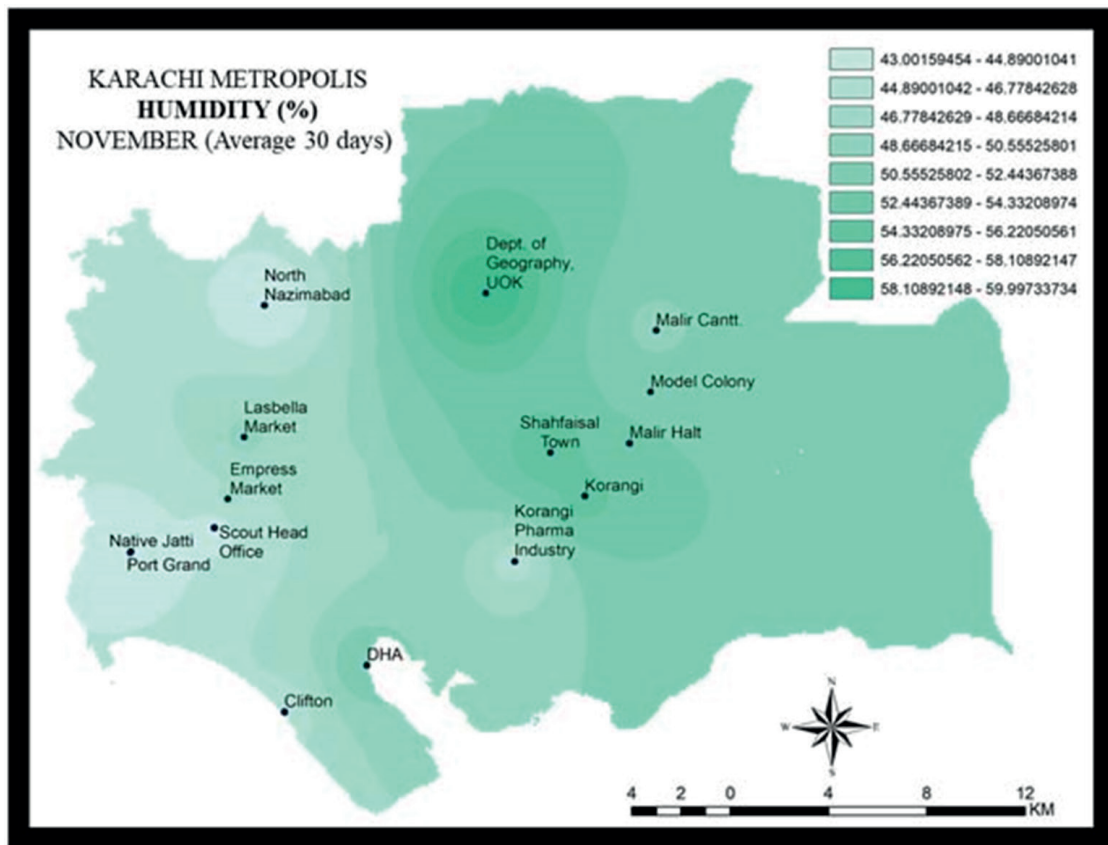 KARACHI METROPOLIS
HUMIDITY (%)
NOVEMBER (Average 30 days)
43.00159454 - 44.89001041
44.89001042 - 46.77842628
46.77842629 - 48.66684214
48.66684215 - 50.55525801
50.55525802 - 52.44367388
52.44367389 - 54.33208974
54.33208975 - 56.22050561
56.22050562 - 58.10892147
58.10892148 - 59.99733734
Dept. of
Geography,
UOK
North
Nazimabad
Malir Cantt.
Model Colony
Lasbella
Market
Shahfaisal
Town
Malir Halt
Empress
Market
Korangi
Korangi
Pharma
Industry
Scout Head
Office
Native Jatti
Port Grand
DHA
Clifton
N
W
E
S
4 2 0 4 8 12
KM